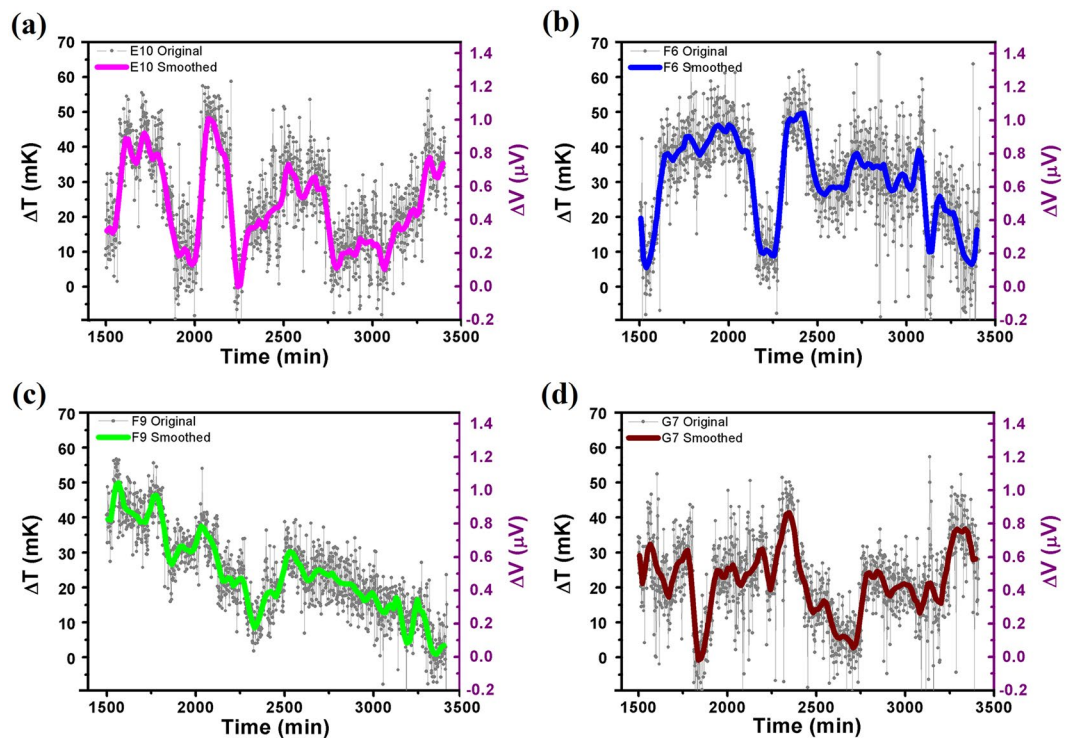 (a)
E10 Original
E10 Smoothed
70
60
50
40
30
20
10
0
ΔT (mK)
1.4
1.2
1.0
0.8
0.6
0.4
0.2
0.0
-0.2
ΔV (μV)
1500 2000 2500 3000 3500
Time (min)
(b)
F6 Original
F6 Smoothed
70
60
50
40
30
20
10
0
ΔT (mK)
1.4
1.2
1.0
0.8
0.6
0.4
0.2
0.0
-0.2
ΔV (μV)
1500 2000 2500 3000 3500
Time (min)
(c)
F9 Original
F9 Smoothed
70
60
50
40
30
20
10
0
ΔT (mK)
1.4
1.2
1.0
0.8
0.6
0.4
0.2
0.0
-0.2
ΔV (μV)
1500 2000 2500 3000 3500
Time (min)
(d)
G7 Original
G7 Smoothed
70
60
50
40
30
20
10
0
ΔT (mK)
1.4
1.2
1.0
0.8
0.6
0.4
0.2
0.0
-0.2
ΔV (μV)
1500 2000 2500 3000 3500
Time (min)